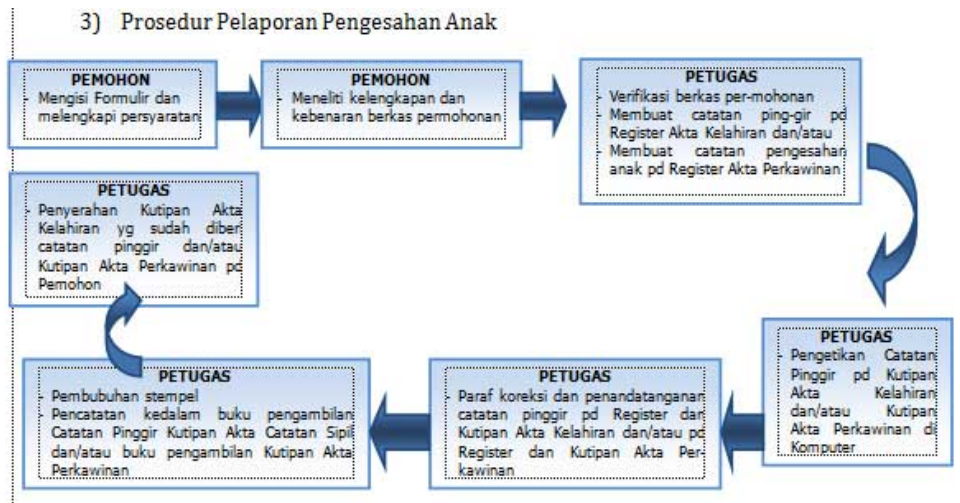 3) Prosedur Pelaporan Pengesahan Anak
PEMOHON
- Mengisi Formulir dan
melengkapi persyaratan
PEMOHON
- Meneliti kelengkapan dan
kebenaran berkas permohonan
PETUGAS
- Verifikasi berkas per-mohonan
- Membuat catatan ping-gir pd
Register Akta Kelahiran dan/atau
- Membuat catatan pengesahan
anak pd Register Akta Perkawinan
PETUGAS
- Pengetikan Catatan
Pinggir pd Kutipan
Akta Kelahiran
dan/atau Kutipan
Akta Perkawinan di
Komputer
PETUGAS
- Paraf koreksi dan penandatanganan
catatan pinggir pd Register dan
Kutipan Akta Kelahiran dan/atau pd
Register dan Kutipan Akta Per-
kawinan
PETUGAS
- Pembubuhan stempel
- Pencatatan kedalam buku pengambilan
Catatan Pinggir Kutipan Akta Catatan Sipil
dan/atau buku pengambilan Kutipan Akta
Perkawinan
PETUGAS
- Penyerahan Kutipan Akta
Kelahiran yg sudah diberi
catatan pinggir dan/atau
Kutipan Akta Perkawinan pd
Pemohon